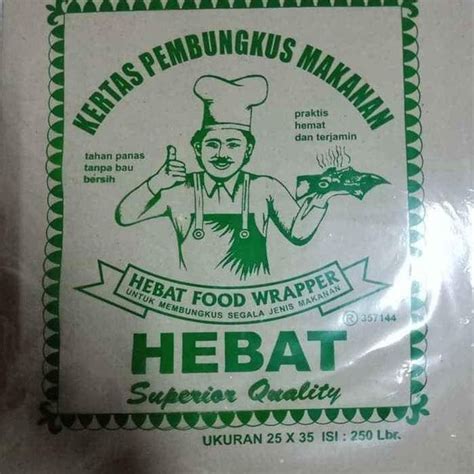 KERTAS PEMBUNGKUS MAKANAN
tahan panas
tanpa bau
bersih
praktis
hemat
dan terjamin
HEBAT FOOD WRAPPER
UNTUK MEMBUNGKUS SEGALA JENIS MAKANAN
® 357144
HEBAT
Superior Quality
UKURAN 25 X 35 ISI : 250 Lbr.